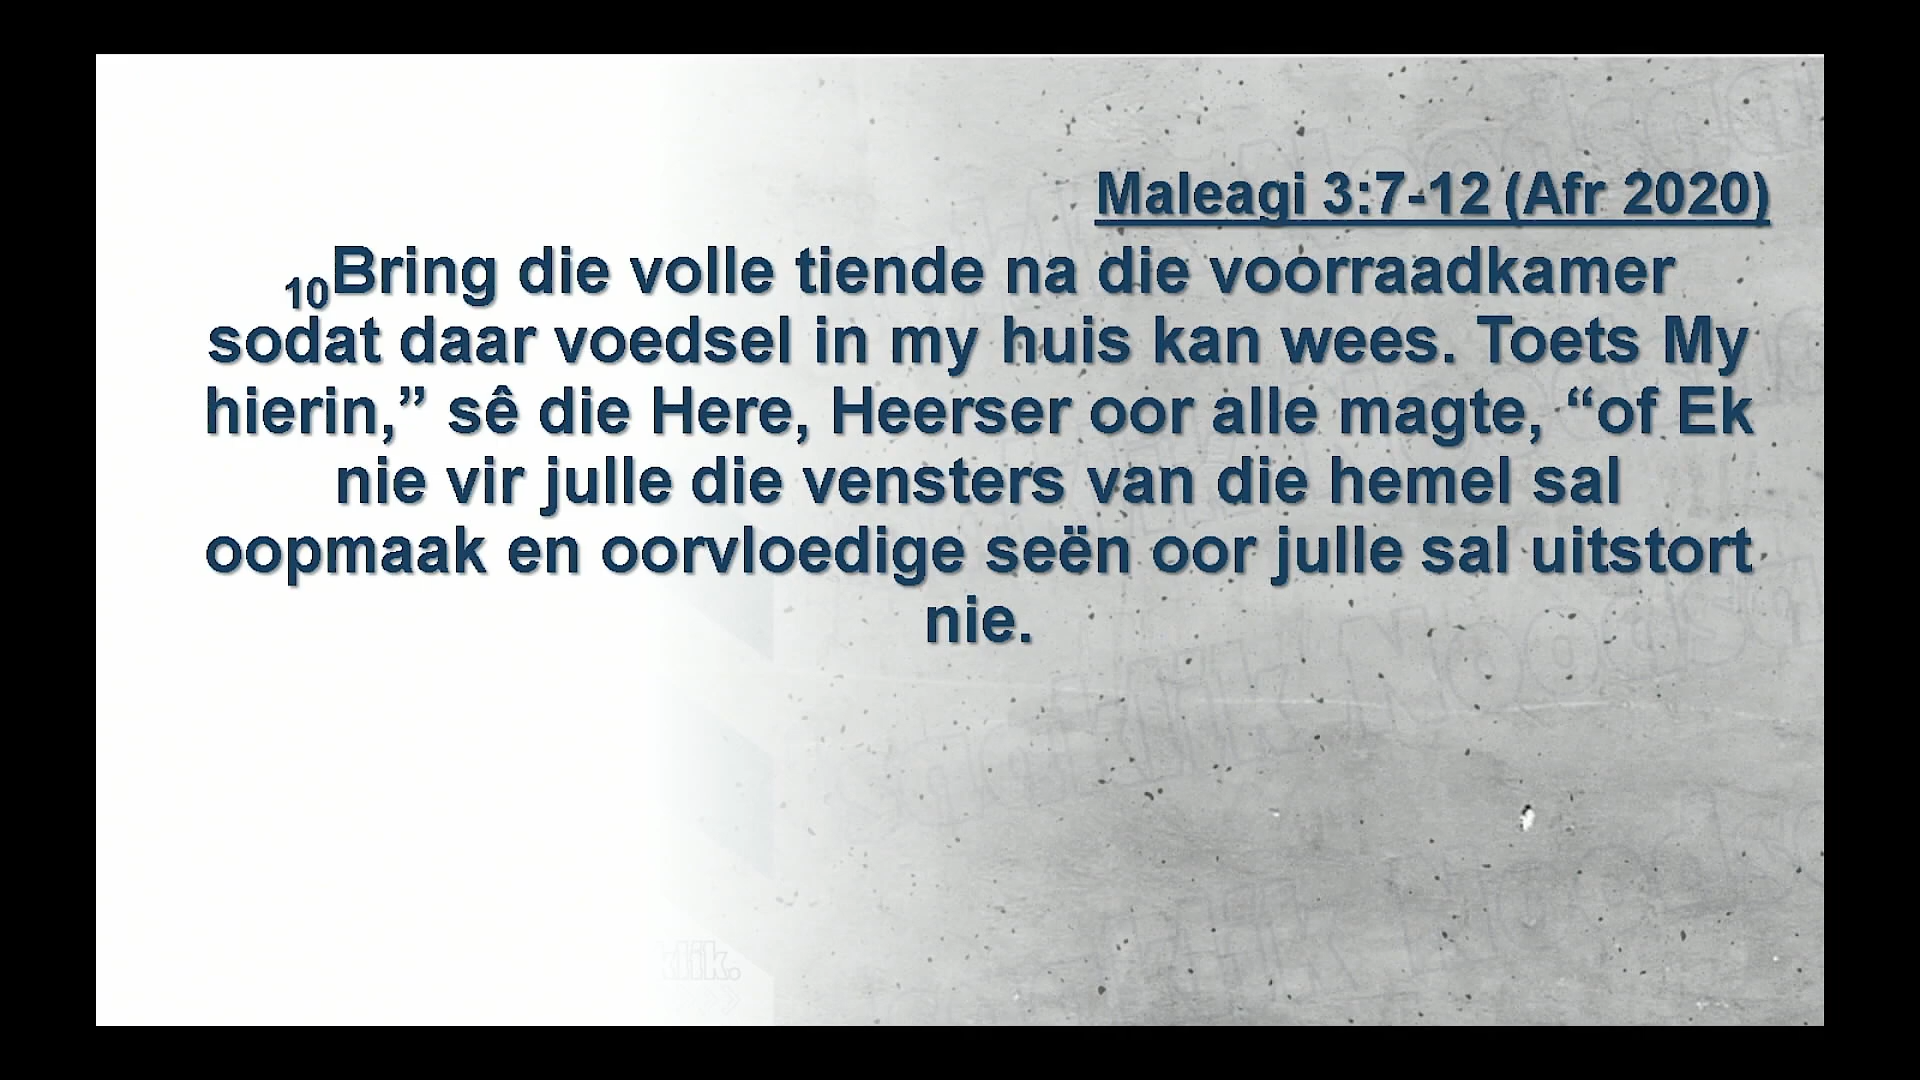 Maleagi 3:7-12 (Afr 2020)
10Bring die volle tiende na die voorraadkamer
sodat daar voedsel in my huis kan wees. Toets My
hierin,” sê die Here, Heerser oor alle magte, “of Ek
nie vir julle die vensters van die hemel sal
oopmaak en oorvloedige seën oor julle sal uitstort
nie.